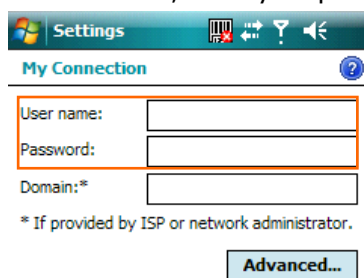 Settings
My Connection
User name:
Password:
Domain:*
* If provided by ISP or network administrator.
Advanced...